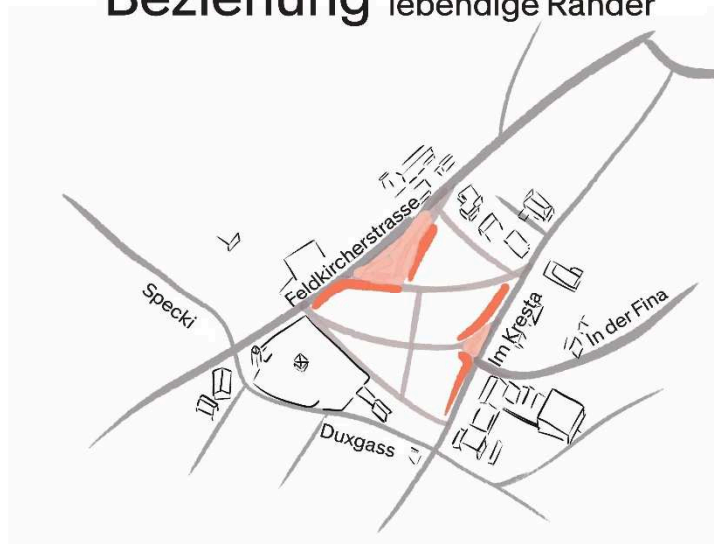 Beziehung lebendige Ränder
Feldkircherstrasse
Specki
Im Kresta
In der Fina
Duxgass